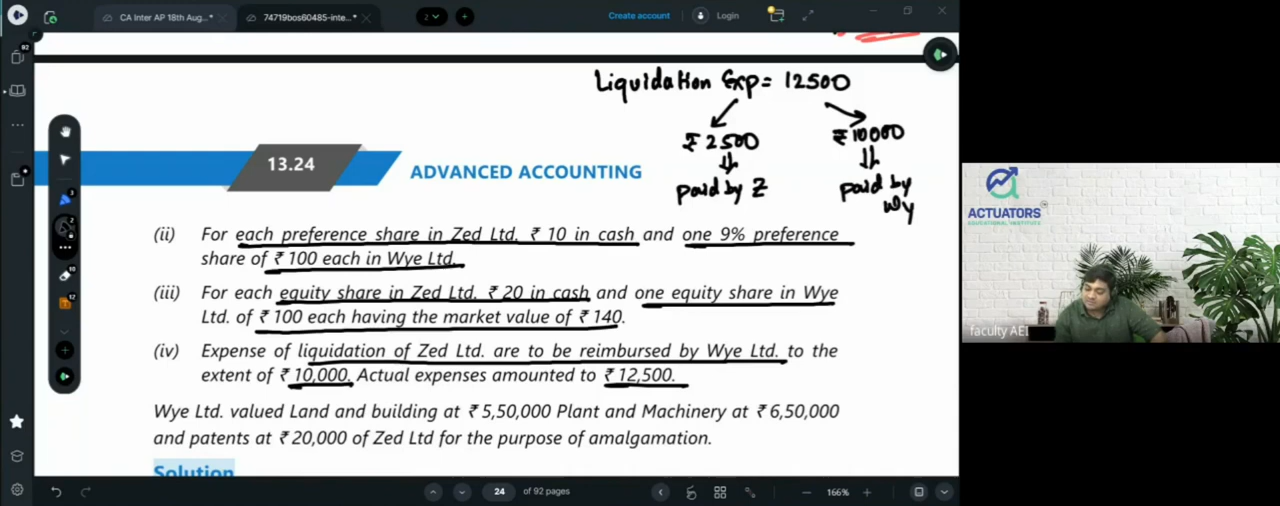 CA Inter AP 18th Aug...*
74719bos60485-inte...*
2
Create account
Login
92
Liquidation Exp = 12500
₹ 2500
₹ 10000
paid by Z
paid by
Wy
13.24
ADVANCED ACCOUNTING
(ii) For each preference share in Zed Ltd. ₹ 10 in cash and one 9% preference
share of ₹ 100 each in Wye Ltd.
(iii) For each equity share in Zed Ltd. ₹ 20 in cash and one equity share in Wye
Ltd. of ₹ 100 each having the market value of ₹ 140.
(iv) Expense of liquidation of Zed Ltd. are to be reimbursed by Wye Ltd. to the
extent of ₹ 10,000. Actual expenses amounted to ₹ 12,500.
Wye Ltd. valued Land and building at ₹ 5,50,000 Plant and Machinery at ₹ 6,50,000
and patents at ₹ 20,000 of Zed Ltd for the purpose of amalgamation.
Solution
3
2
10
12
24 of 92 pages
166%
ACTUATORS
EDUCATIONAL INSTITUTE
faculty AED